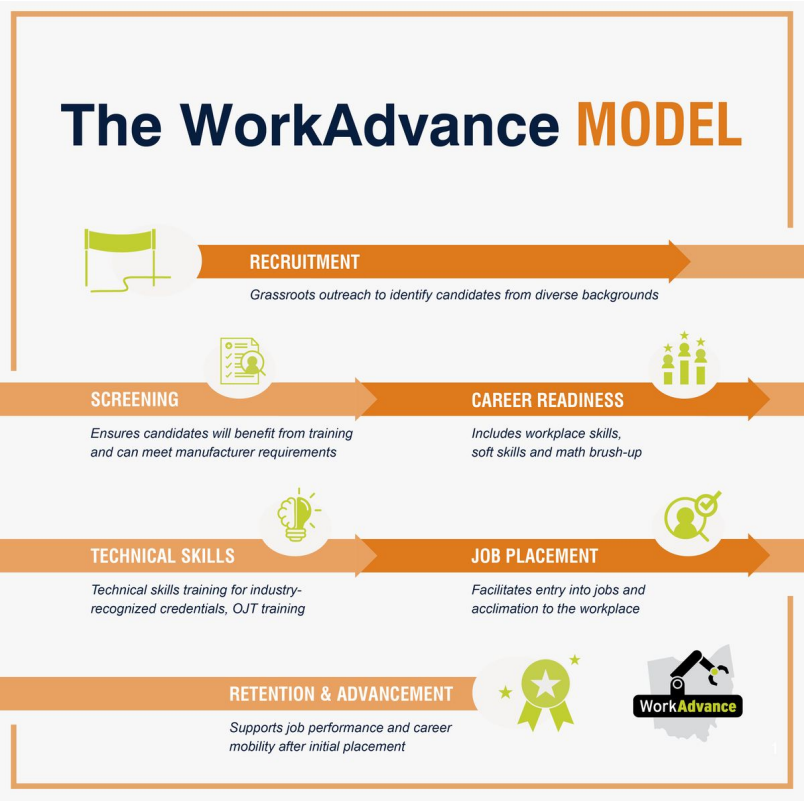 The WorkAdvance MODEL
RECRUITMENT
Grassroots outreach to identify candidates from diverse backgrounds
SCREENING
Ensures candidates will benefit from training
and can meet manufacturer requirements
CAREER READINESS
Includes workplace skills,
soft skills and math brush-up
TECHNICAL SKILLS
Technical skills training for industry-
recognized credentials, OJT training
JOB PLACEMENT
Facilitates entry into jobs and
acclimation to the workplace
RETENTION & ADVANCEMENT
Supports job performance and career
mobility after initial placement
WorkAdvance
1